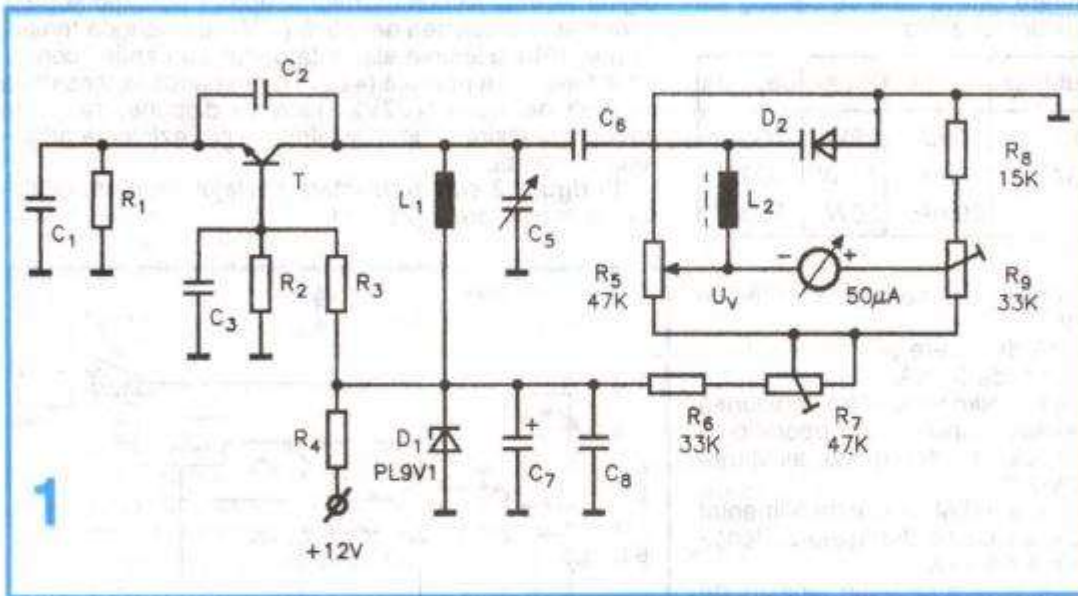 C2
C6
D2
R8
15K
T
R1
L1
C5
L2
C1
R5
47K
UV
-
+
50µA
R9
33K
R2
R3
C3
R4
D1
PL9V1
+
C7
C8
R6
33K
R7
47K
+12V
1